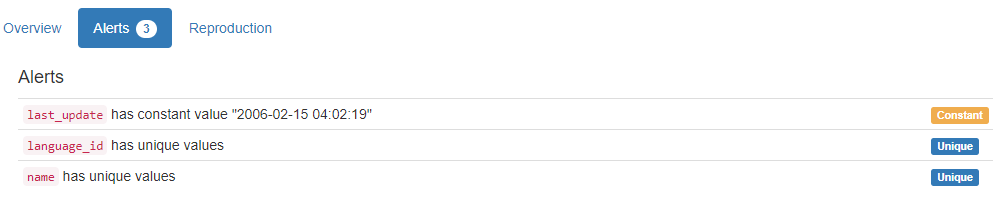 Overview Alerts 3 Reproduction
Alerts
last_update has constant value "2006-02-15 04:02:19" Constant
language_id has unique values Unique
name has unique values Unique